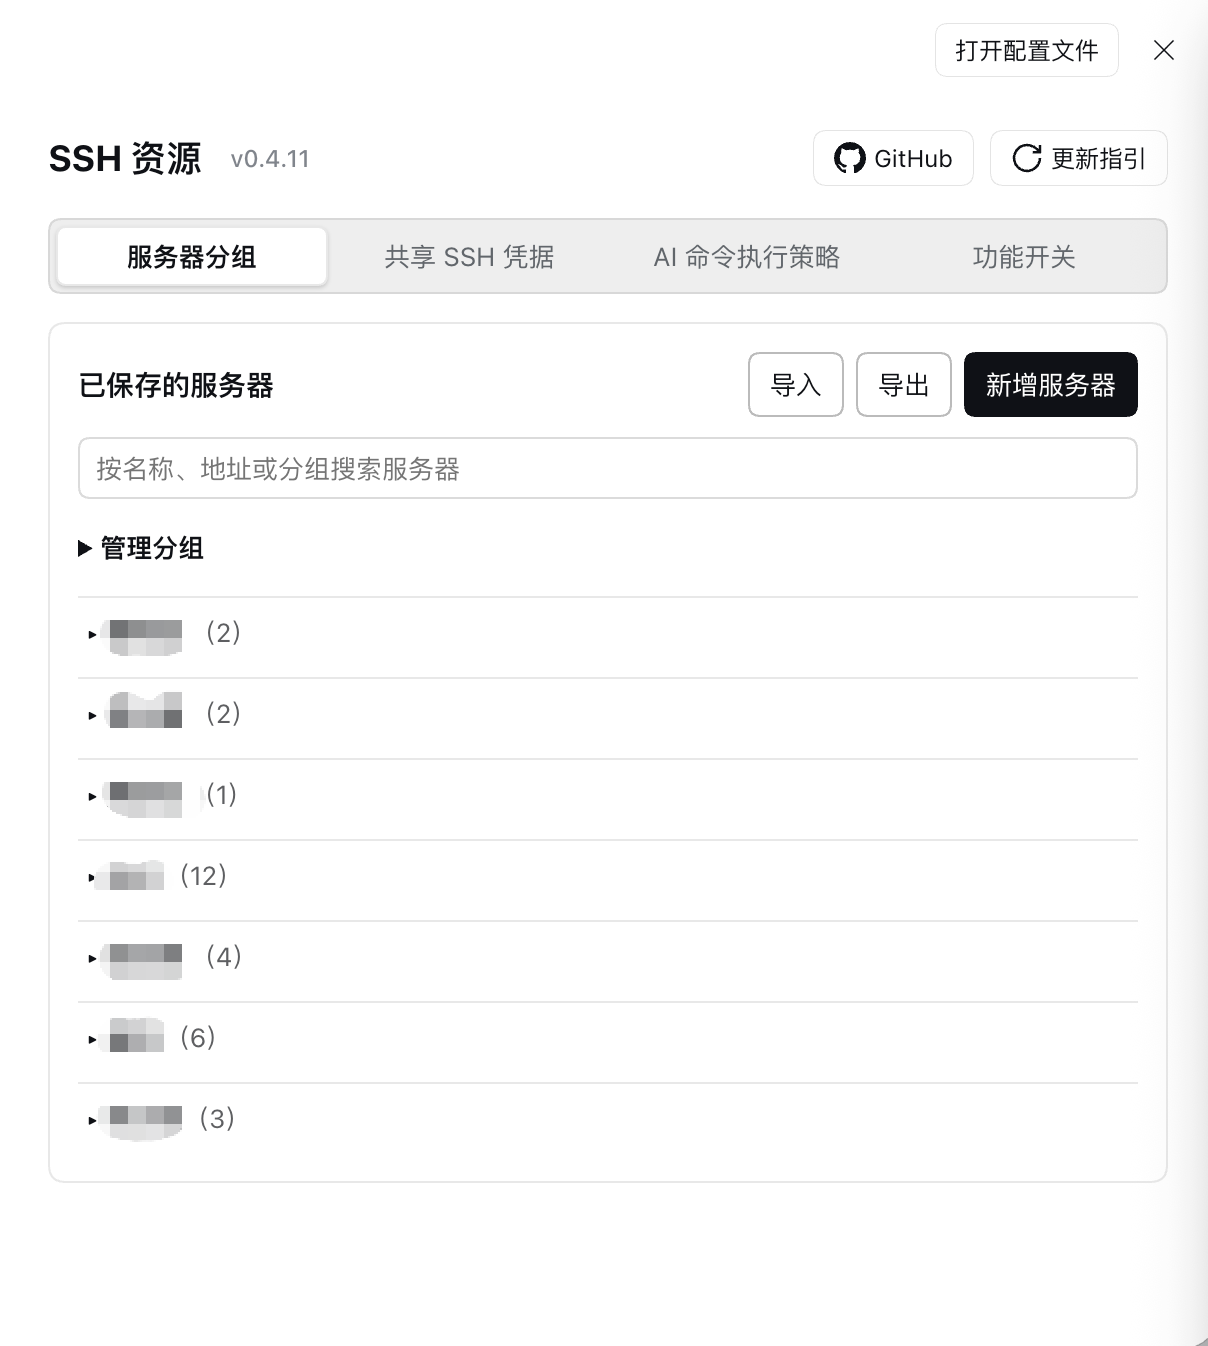 打开配置文件
SSH 资源 v0.4.11 GitHub 更新指引
服务器分组 共享 SSH 凭据 AI 命令执行策略 功能开关
已保存的服务器 导入 导出 新增服务器
按名称、地址或分组搜索服务器
管理分组
(2)
(2)
(1)
(12)
(4)
(6)
(3)